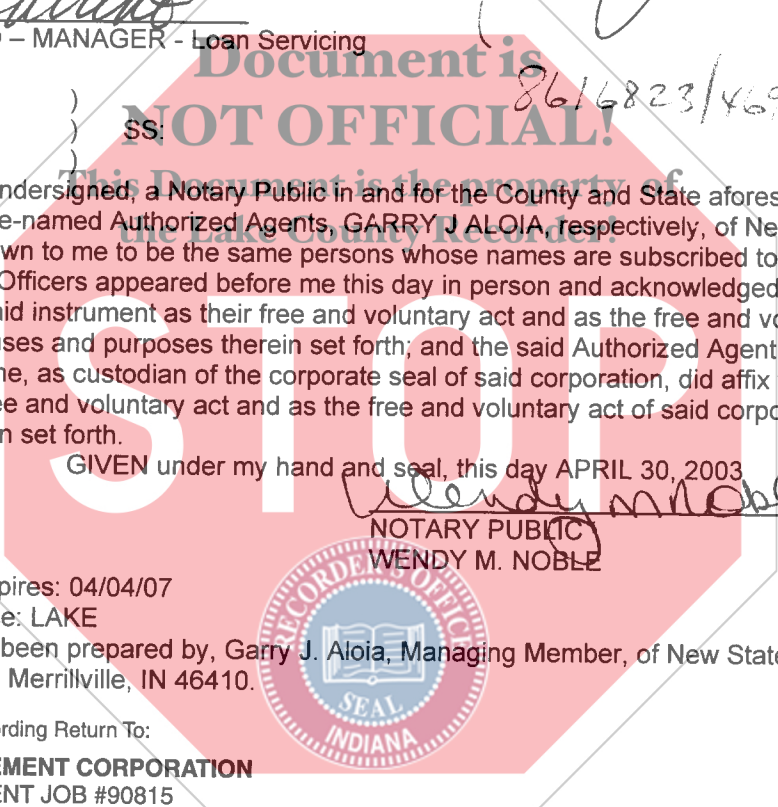 – MANAGER - Loan Servicing
Document is
8616823/469
) 
) SS:
NOT OFFICIAL!
)
This Document is the property of
the Lake County Recorder!
ndersigned, a Notary Public in and for the County and State afores
e-named Authorized Agents, GARRY J ALOIA, respectively, of Ne
wn to me to be the same persons whose names are subscribed to
Officers appeared before me this day in person and acknowledged
aid instrument as their free and voluntary act and as the free and vo
uses and purposes therein set forth; and the said Authorized Agent
ne, as custodian of the corporate seal of said corporation, did affix
ee and voluntary act and as the free and voluntary act of said corpo
n set forth.
STOP
GIVEN under my hand and seal, this day APRIL 30, 2003
Wendy M Noble
NOTARY PUBLIC
WENDY M. NOBLE
pires: 04/04/07
e: LAKE
been prepared by, Garry J. Aloia, Managing Member, of New State
Merrillville, IN 46410.
RECORDER'S OFFICE
SEAL
INDIANA
rding Return To:
EMENT CORPORATION
ENT JOB #90815